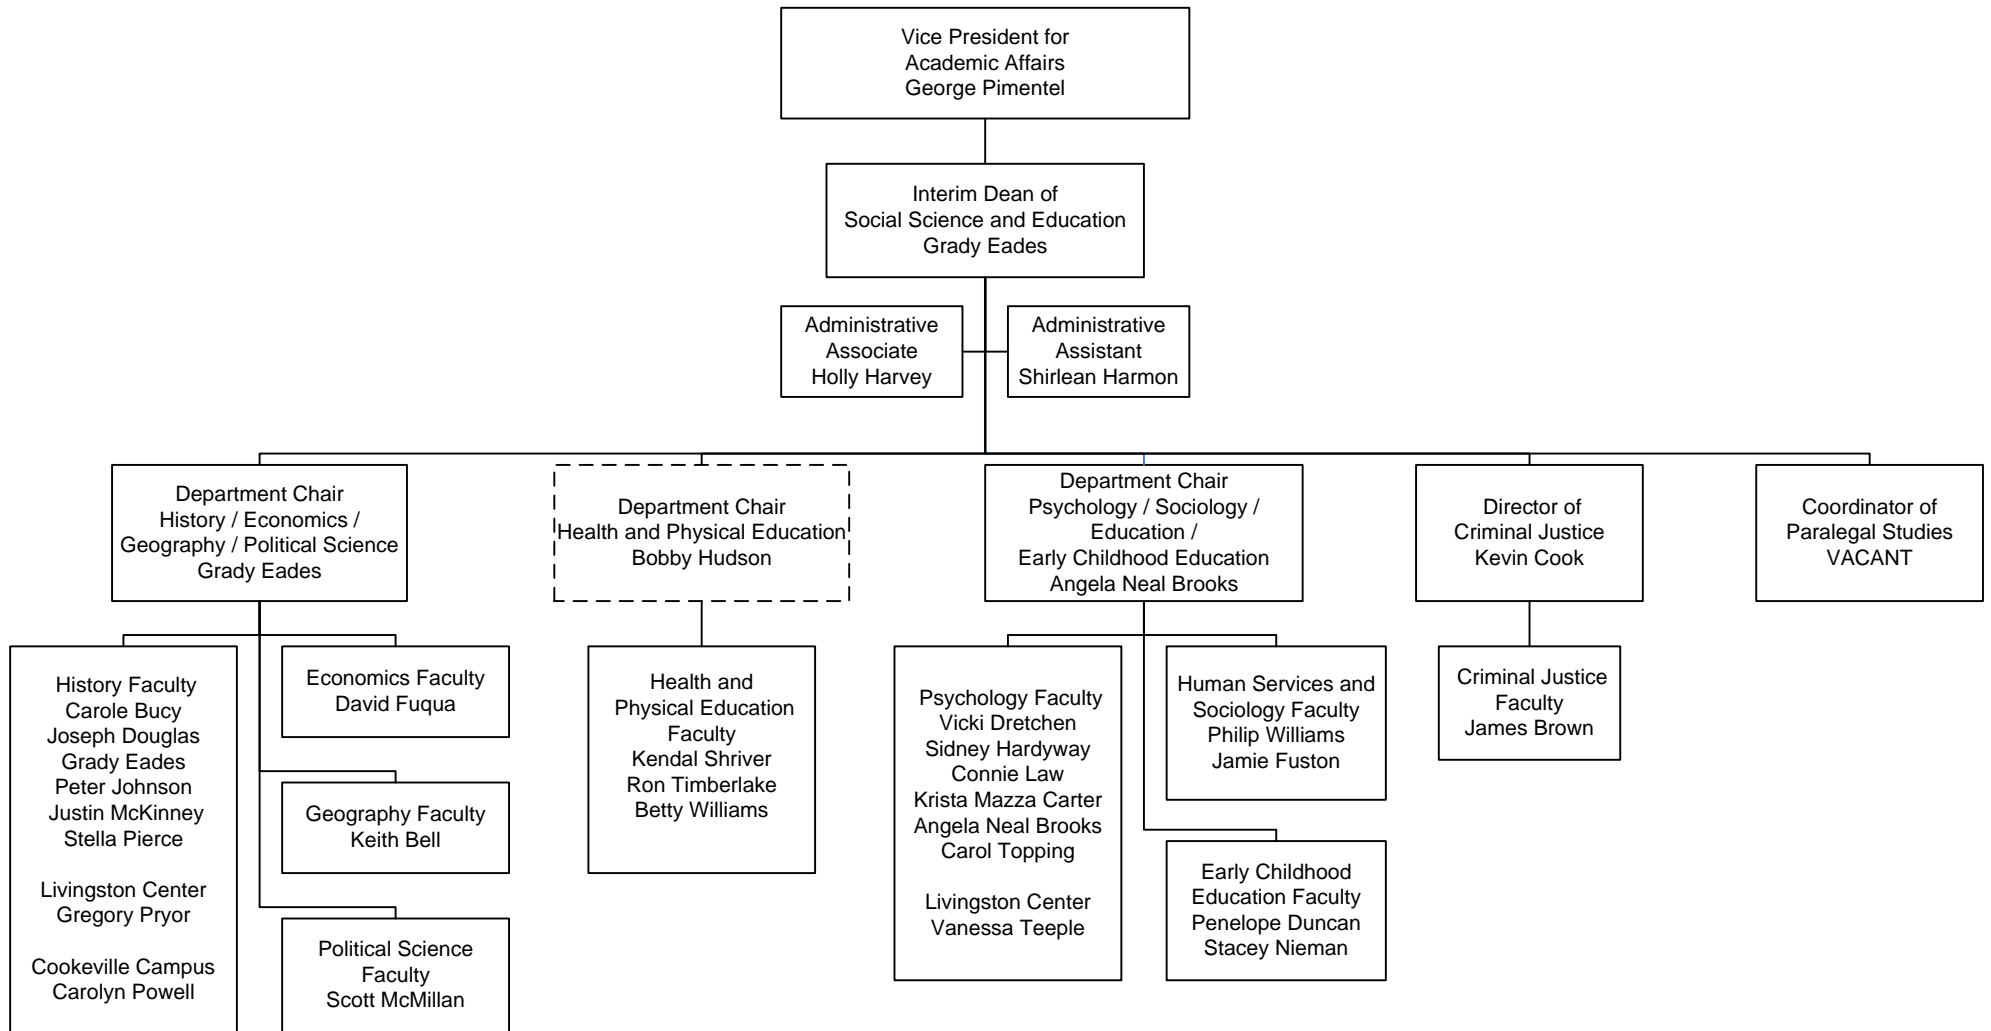 Vice President for
Academic Affairs
George Pimentel
Interim Dean of
Social Science and Education
Grady Eades
Administrative
Associate
Holly Harvey
Administrative
Assistant
Shirlean Harmon
Department Chair
History / Economics /
Geography / Political Science
Grady Eades
Department Chair
Health and Physical Education
Bobby Hudson
Department Chair
Psychology / Sociology /
Education /
Early Childhood Education
Angela Neal Brooks
Director of
Criminal Justice
Kevin Cook
Coordinator of
Paralegal Studies
VACANT
History Faculty
Carole Bucy
Joseph Douglas
Grady Eades
Peter Johnson
Justin McKinney
Stella Pierce
Livingston Center
Gregory Pryor
Cookeville Campus
Carolyn Powell
Economics Faculty
David Fuqua
Geography Faculty
Keith Bell
Political Science
Faculty
Scott McMillan
Health and
Physical Education
Faculty
Kendal Shriver
Ron Timberlake
Betty Williams
Psychology Faculty
Vicki Dretchen
Sidney Hardyway
Connie Law
Krista Mazza Carter
Angela Neal Brooks
Carol Topping
Livingston Center
Vanessa Teeple
Human Services and
Sociology Faculty
Philip Williams
Jamie Fuston
Early Childhood
Education Faculty
Penelope Duncan
Stacey Nieman
Criminal Justice
Faculty
James Brown